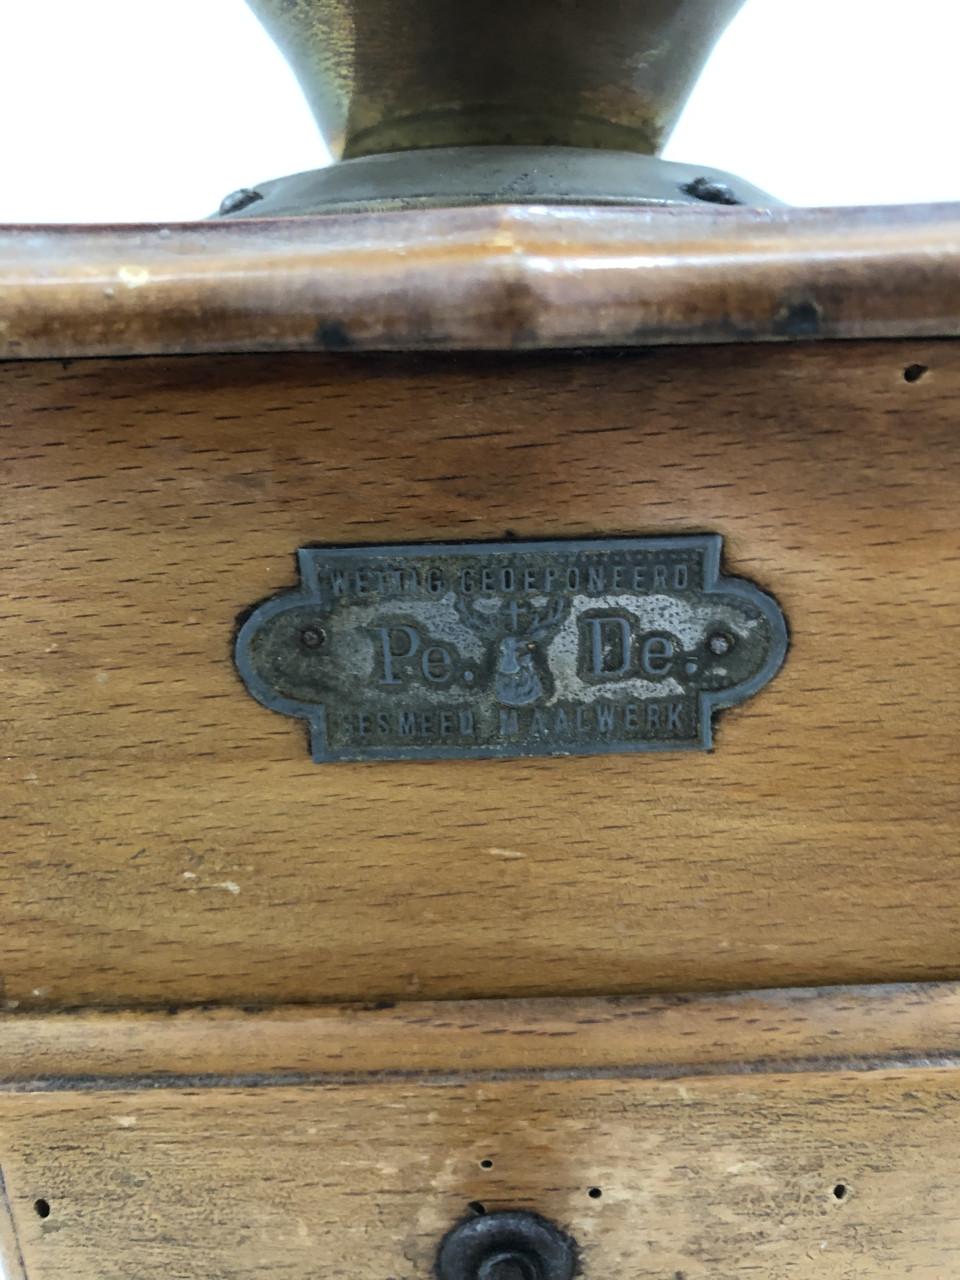 WETTIG GEDEPONEERD
Pe. De.
GESMEED MAALWERK